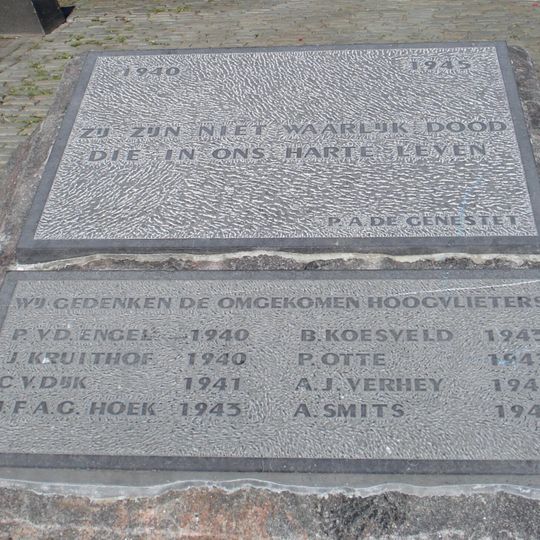 1940 1945
ZIJ ZIJN NIET WAARLIJK DOOD
DIE IN ONS HARTE LEVEN
P.A DE GENESTET
WIJ GEDENKEN DE OMGEKOMEN HOOGVLIETERS
P. V.D. ENGEL 1940 B. KOESVELD 1943
J. KRUITHOF 1940 P. OTTE
C. V. DIJK 1941 A.J. VERHEY
J.F.A.C. HOEK 1943 A. SMITS